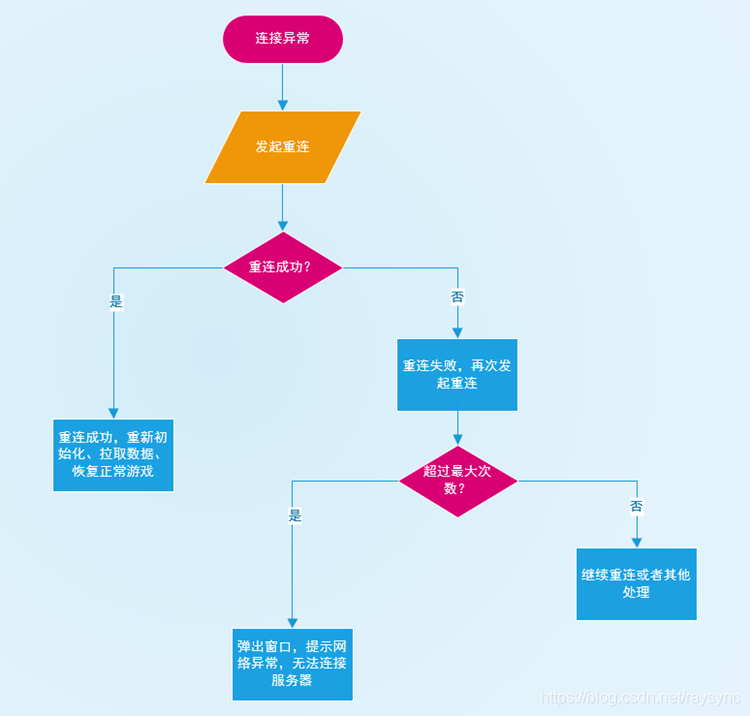 连接异常
发起重连
重连成功？
是
否
重连失败，再次发
起重连
重连成功，重新初
始化、拉取数据、
恢复正常游戏
超过最大次
数？
是
否
继续重连或者其他
处理
弹出窗口，提示网
络异常，无法连接
服务器
https://blog.csdn.net/raysync